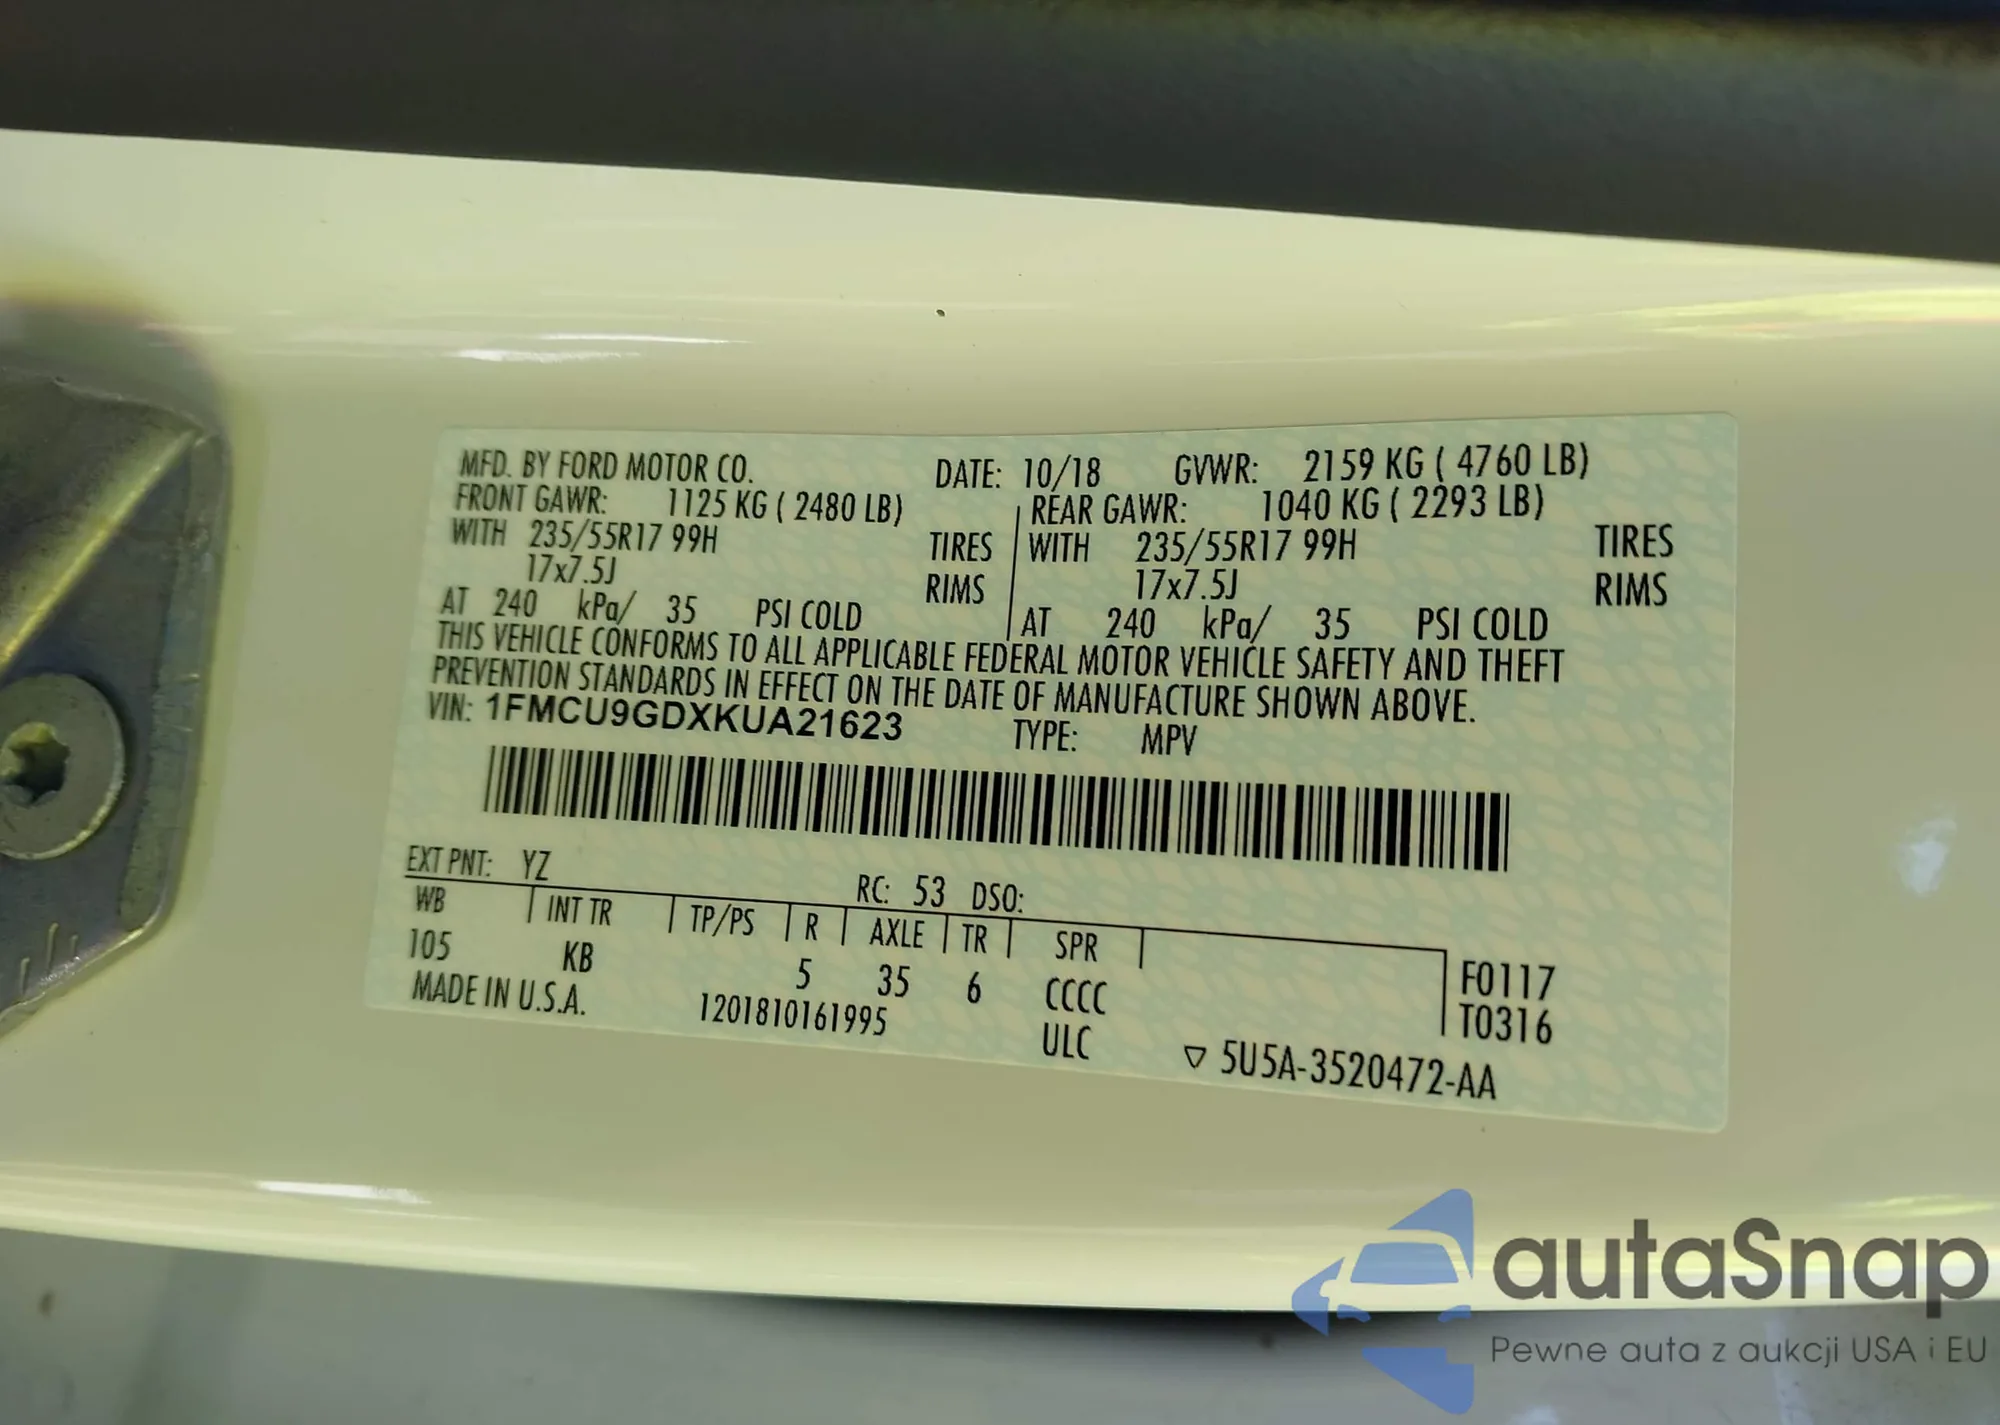 MFD. BY FORD MOTOR CO. DATE: 10/18 GVWR: 2159 KG ( 4760 LB)
FRONT GAWR: 1125 KG ( 2480 LB) REAR GAWR: 1040 KG ( 2293 LB)
WITH 235/55R17 99H TIRES WITH 235/55R17 99H TIRES
17x7.5J RIMS 17x7.5J RIMS
AT 240 kPa/ 35 PSI COLD AT 240 kPa/ 35 PSI COLD
THIS VEHICLE CONFORMS TO ALL APPLICABLE FEDERAL MOTOR VEHICLE SAFETY AND THEFT
PREVENTION STANDARDS IN EFFECT ON THE DATE OF MANUFACTURE SHOWN ABOVE.
VIN: 1FMCU9GDXKUA21623 TYPE: MPV
EXT PNT: YZ RC: 53 DSO:
WB INT TR TP/PS R AXLE TR SPR
105 KB 5 35 6 CCCC F0117
MADE IN U.S.A. 1201810161995 ULC T0316
▽ 5U5A-3520472-AA
autaSnap
Pewne auta z aukcji USA i EU